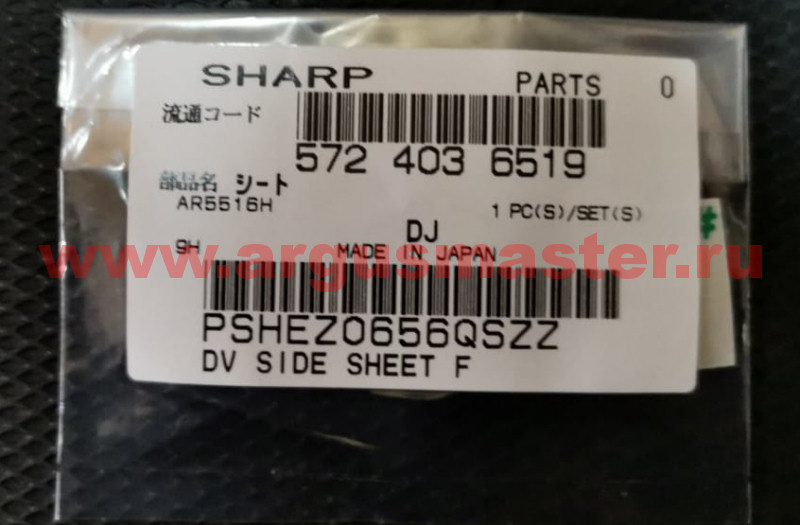 SHARP PARTS 0
流通コード
572 403 6519
部品名 シート
AR5516H 1 PC(S)/SET(S)
DJ
9H MADE IN JAPAN
www.argusmaster.ru
PSHEZ0656QSZZ
DV SIDE SHEET F